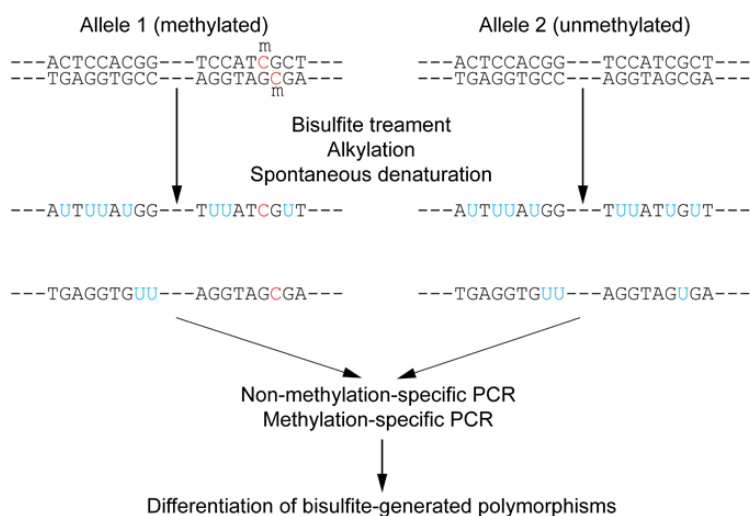 Allele 1 (methylated) Allele 2 (unmethylated)
m
---ACTCCACGG---TCCATCGCT--- ---ACTCCACGG---TCCATCGCT---
---TGAGGTGCC---AGGTAGCGA--- ---TGAGGTGCC---AGGTAGCGA---
m
Bisulfite treament
Alkylation
Spontaneous denaturation
---AUTUUAUGG---TUUATCGUT--- ---AUTUUAUGG---TUUATUGUT---
---TGAGGTGUU---AGGTAGCGA--- ---TGAGGTGUU---AGGTAGUGA---
Non-methylation-specific PCR
Methylation-specific PCR
Differentiation of bisulfite-generated polymorphisms